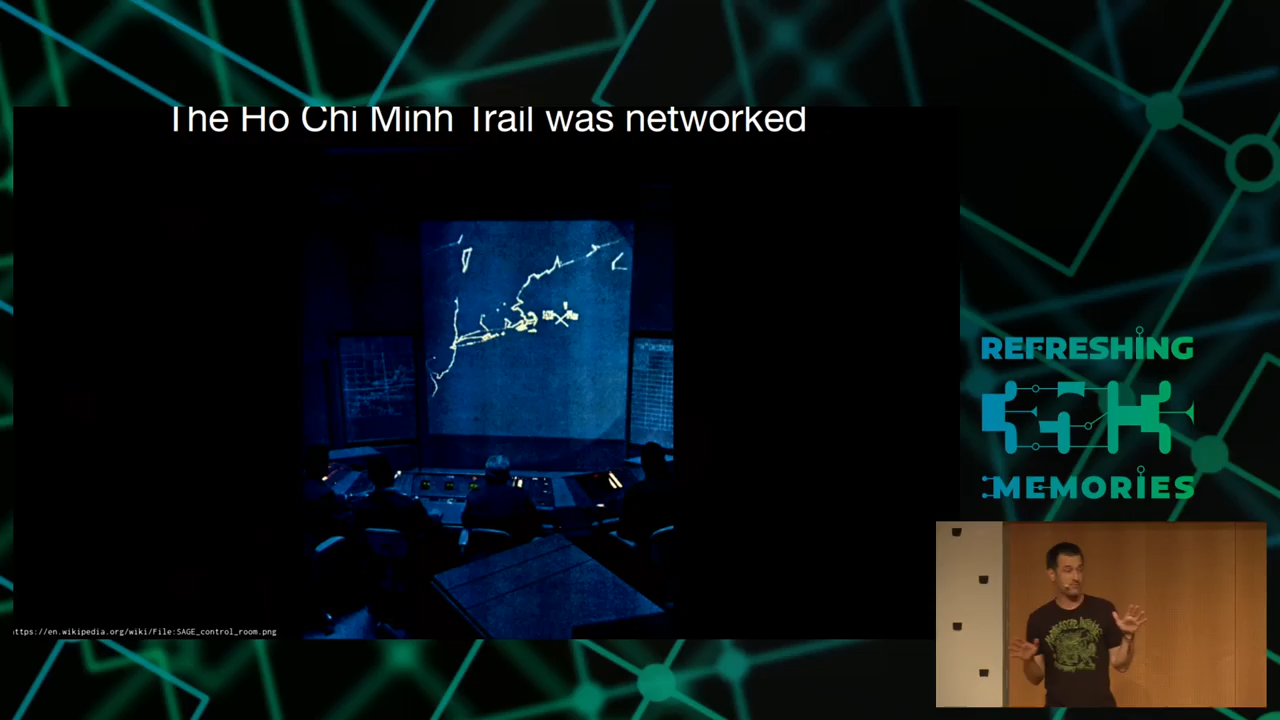 The Ho Chi Minh Trail was networked
REFRESHING
MEMORIES
https://en.wikipedia.org/wiki/File:SAGE_control_room.png